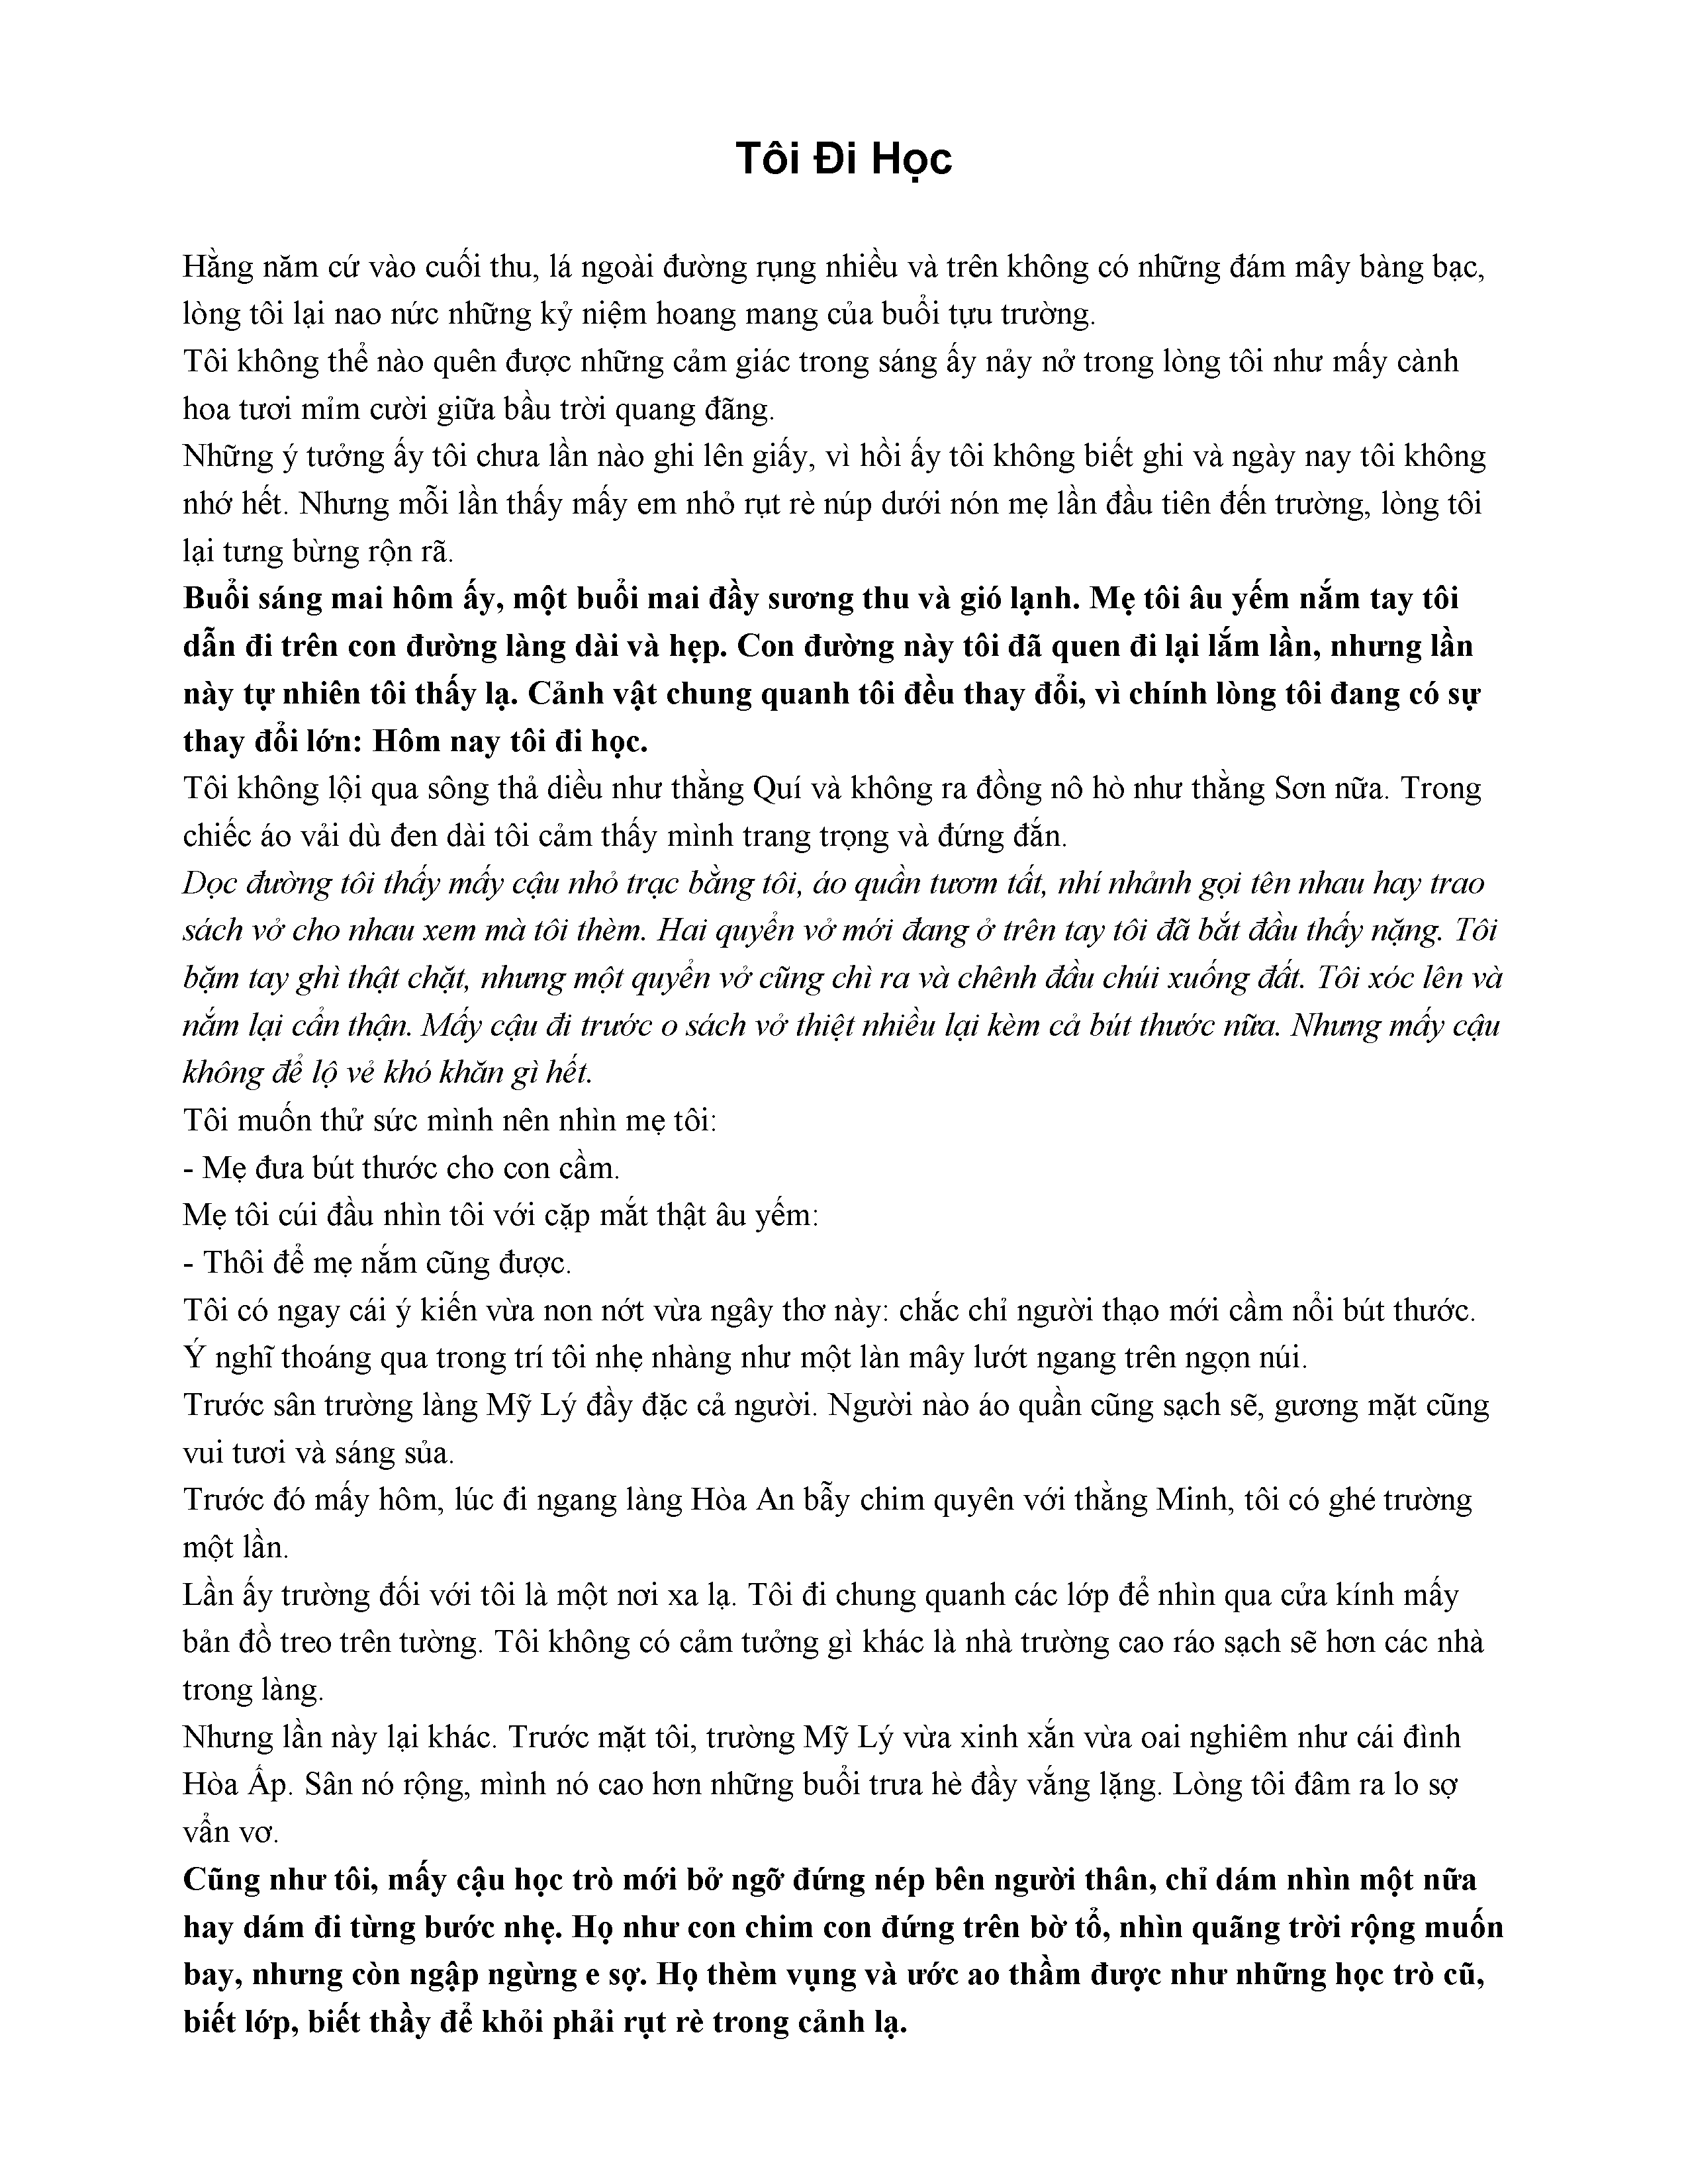 Tôi Đi Học
Hằng năm cứ vào cuối thu, lá ngoài đường rụng nhiều và trên không có những đám mây bàng bạc,
lòng tôi lại nao nức những kỷ niệm hoang mang của buổi tựu trường.
Tôi không thể nào quên được những cảm giác trong sáng ấy nảy nở trong lòng tôi như mấy cành
hoa tươi mỉm cười giữa bầu trời quang đãng.
Những ý tưởng ấy tôi chưa lần nào ghi lên giấy, vì hồi ấy tôi không biết ghi và ngày nay tôi không
nhớ hết. Nhưng mỗi lần thấy mấy em nhỏ rụt rè núp dưới nón mẹ lần đầu tiên đến trường, lòng tôi
lại tưng bừng rộn rã.
Buổi sáng mai hôm ấy, một buổi mai đầy sương thu và gió lạnh. Mẹ tôi âu yếm nắm tay tôi
dẫn đi trên con đường làng dài và hẹp. Con đường này tôi đã quen đi lại lắm lần, nhưng lần
này tự nhiên tôi thấy lạ. Cảnh vật chung quanh tôi đều thay đổi, vì chính lòng tôi đang có sự
thay đổi lớn: Hôm nay tôi đi học.
Tôi không lội qua sông thả diều như thằng Quí và không ra đồng nô hò như thằng Sơn nữa. Trong
chiếc áo vải dù đen dài tôi cảm thấy mình trang trọng và đứng đắn.
Dọc đường tôi thấy mấy cậu nhỏ trạc bằng tôi, áo quần tươm tất, nhí nhảnh gọi tên nhau hay trao
sách vở cho nhau xem mà tôi thèm. Hai quyển vở mới đang ở trên tay tôi đã bắt đầu thấy nặng. Tôi
bặm tay ghì thật chặt, nhưng một quyển vở cũng chì ra và chênh đầu chúi xuống đất. Tôi xóc lên và
nắm lại cẩn thận. Mấy cậu đi trước o sách vở thiệt nhiều lại kèm cả bút thước nữa. Nhưng mấy cậu
không để lộ vẻ khó khăn gì hết.
Tôi muốn thử sức mình nên nhìn mẹ tôi:
- Mẹ đưa bút thước cho con cầm.
Mẹ tôi cúi đầu nhìn tôi với cặp mắt thật âu yếm:
- Thôi để mẹ nắm cũng được.
Tôi có ngay cái ý kiến vừa non nớt vừa ngây thơ này: chắc chỉ người thạo mới cầm nổi bút thước.
Ý nghĩ thoáng qua trong trí tôi nhẹ nhàng như một làn mây lướt ngang trên ngọn núi.
Trước sân trường làng Mỹ Lý đầy đặc cả người. Người nào áo quần cũng sạch sẽ, gương mặt cũng
vui tươi và sáng sủa.
Trước đó mấy hôm, lúc đi ngang làng Hòa An bẫy chim quyên với thằng Minh, tôi có ghé trường
một lần.
Lần ấy trường đối với tôi là một nơi xa lạ. Tôi đi chung quanh các lớp để nhìn qua cửa kính mấy
bản đồ treo trên tường. Tôi không có cảm tưởng gì khác là nhà trường cao ráo sạch sẽ hơn các nhà
trong làng.
Nhưng lần này lại khác. Trước mặt tôi, trường Mỹ Lý vừa xinh xắn vừa oai nghiêm như cái đình
Hòa Ấp. Sân nó rộng, mình nó cao hơn những buổi trưa hè đầy vắng lặng. Lòng tôi đâm ra lo sợ
vẩn vơ.
Cũng như tôi, mấy cậu học trò mới bở ngỡ đứng nép bên người thân, chỉ dám nhìn một nữa
hay dám đi từng bước nhẹ. Họ như con chim con đứng trên bờ tổ, nhìn quãng trời rộng muốn
bay, nhưng còn ngập ngừng e sợ. Họ thèm vụng và ước ao thầm được như những học trò cũ,
biết lớp, biết thầy để khỏi phải rụt rè trong cảnh lạ.